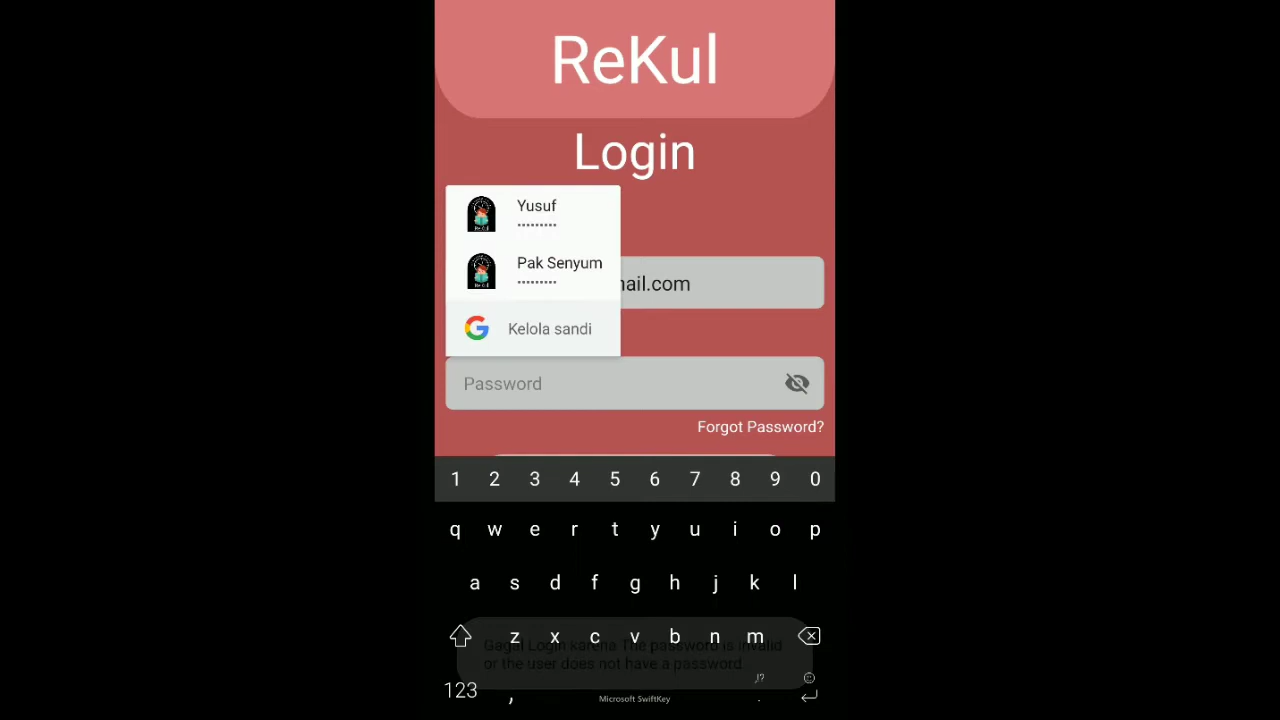 ReKul
Login
Yusuf
•••••••••
Pak Senyum
•••••••••
mail.com
Kelola sandi
Password
Forgot Password?
1 2 3 4 5 6 7 8 9 0
q w e r t y u i o p
a s d f g h j k l
z x c v b n m
Gagal Login karena The password is invalid
or the user does not have a password
,!?
123 , Microsoft SwiftKey .